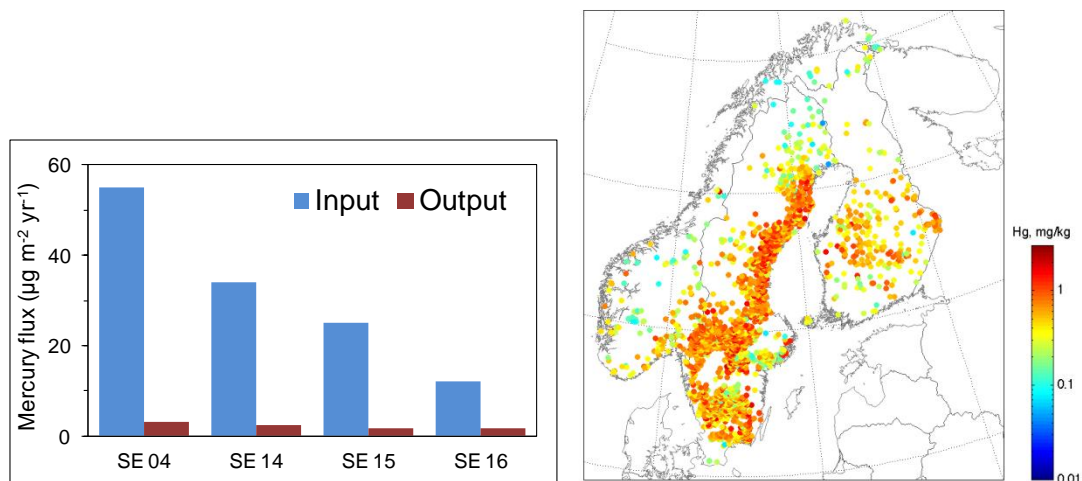 60
40
20
0
Mercury flux (µg m⁻² yr⁻¹)
Input Output
SE 04 SE 14 SE 15 SE 16
Hg, mg/kg
1
0.1
0.01